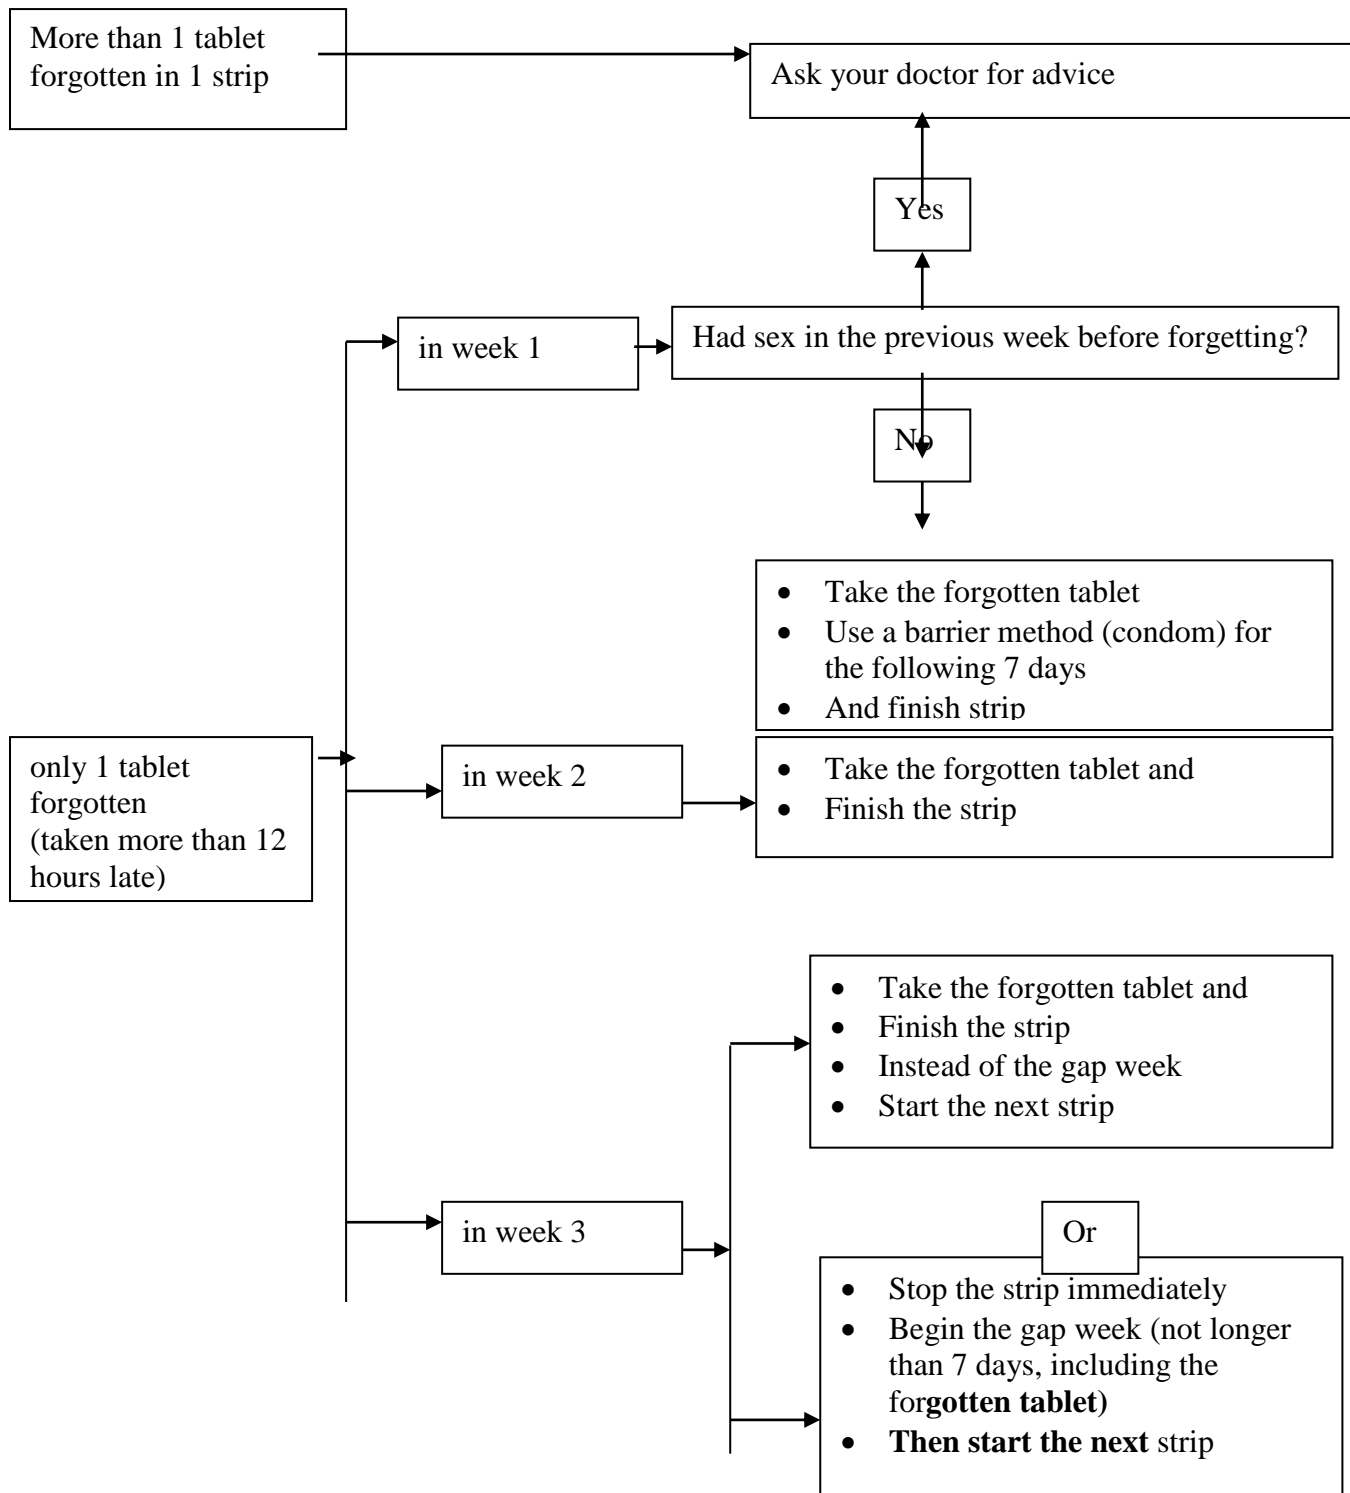 More than 1 tablet
forgotten in 1 strip
Ask your doctor for advice
Yes
in week 1
Had sex in the previous week before forgetting?
No
• Take the forgotten tablet
• Use a barrier method (condom) for
the following 7 days
• And finish strip
only 1 tablet
forgotten
(taken more than 12
hours late)
in week 2
• Take the forgotten tablet and
• Finish the strip
• Take the forgotten tablet and
• Finish the strip
• Instead of the gap week
• Start the next strip
in week 3
Or
• Stop the strip immediately
• Begin the gap week (not longer
than 7 days, including the
forgotten tablet)
• Then start the next strip